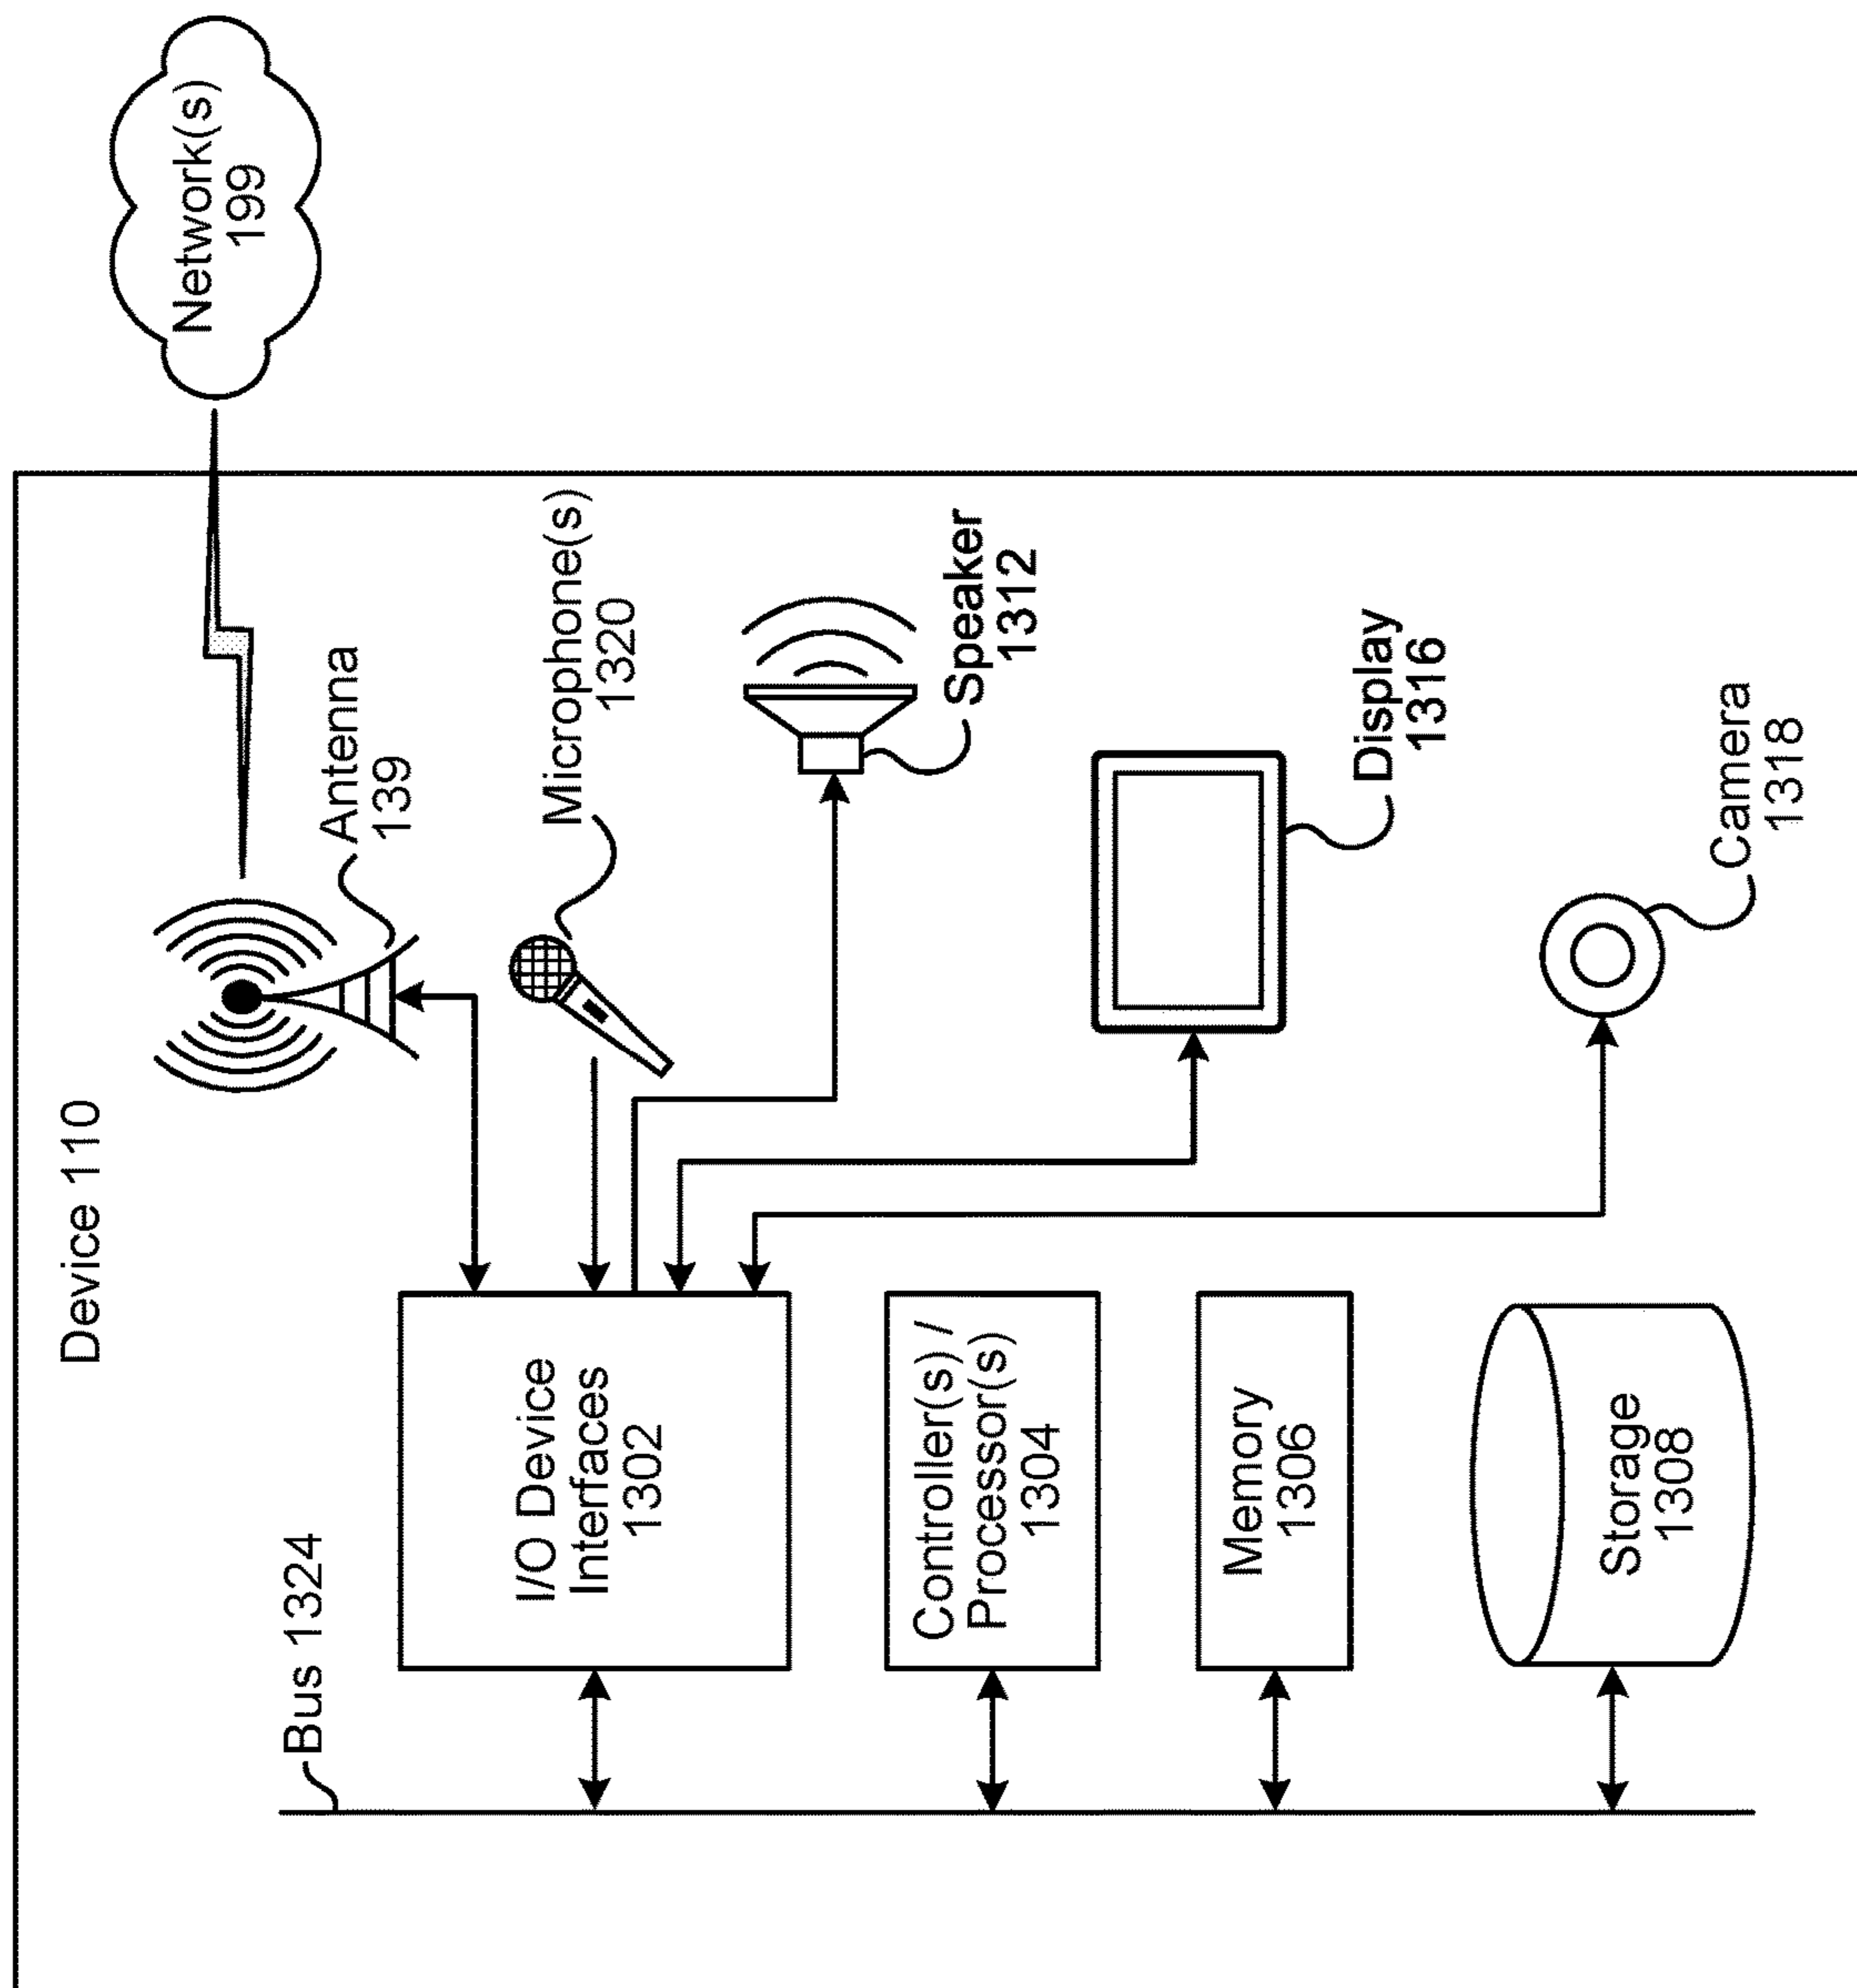 Device 110
Network(s)
199
Antenna
139
Bus 1324
I/O Device
Interfaces
1302
Microphone(s)
1320
Speaker
1312
Controller(s) /
Processor(s)
1304
Display
1316
Memory
1306
Storage
1308
Camera
1318